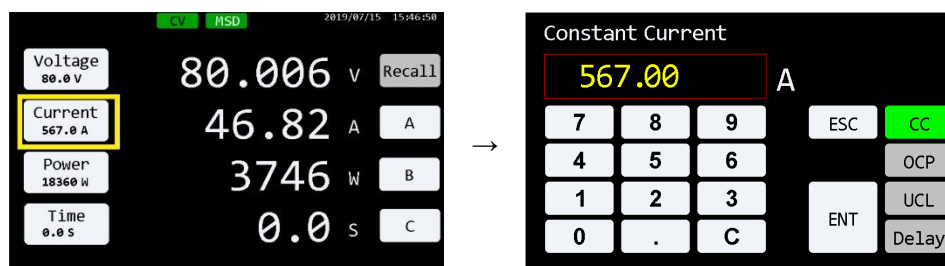 CV MSD 2019/07/15 15:46:50
Voltage
80.0 V
80.006 V
Recall
Current
567.0 A
46.82 A
A
Power
18360 W
3746 W
B
Time
0.0 S
0.0 S
C
→
Constant Current
567.00 A
7 8 9 ESC CC
4 5 6 OCP
1 2 3 ENT UCL
0 . C Delay